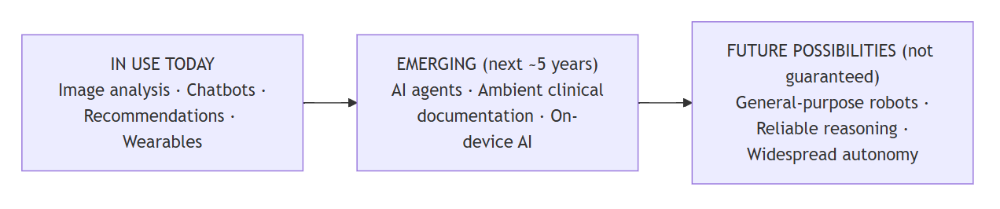 IN USE TODAY
Image analysis · Chatbots ·
Recommendations ·
Wearables
EMERGING (next ~5 years)
AI agents · Ambient clinical
documentation · On-
device AI
FUTURE POSSIBILITIES (not
guaranteed)
General-purpose robots ·
Reliable reasoning ·
Widespread autonomy